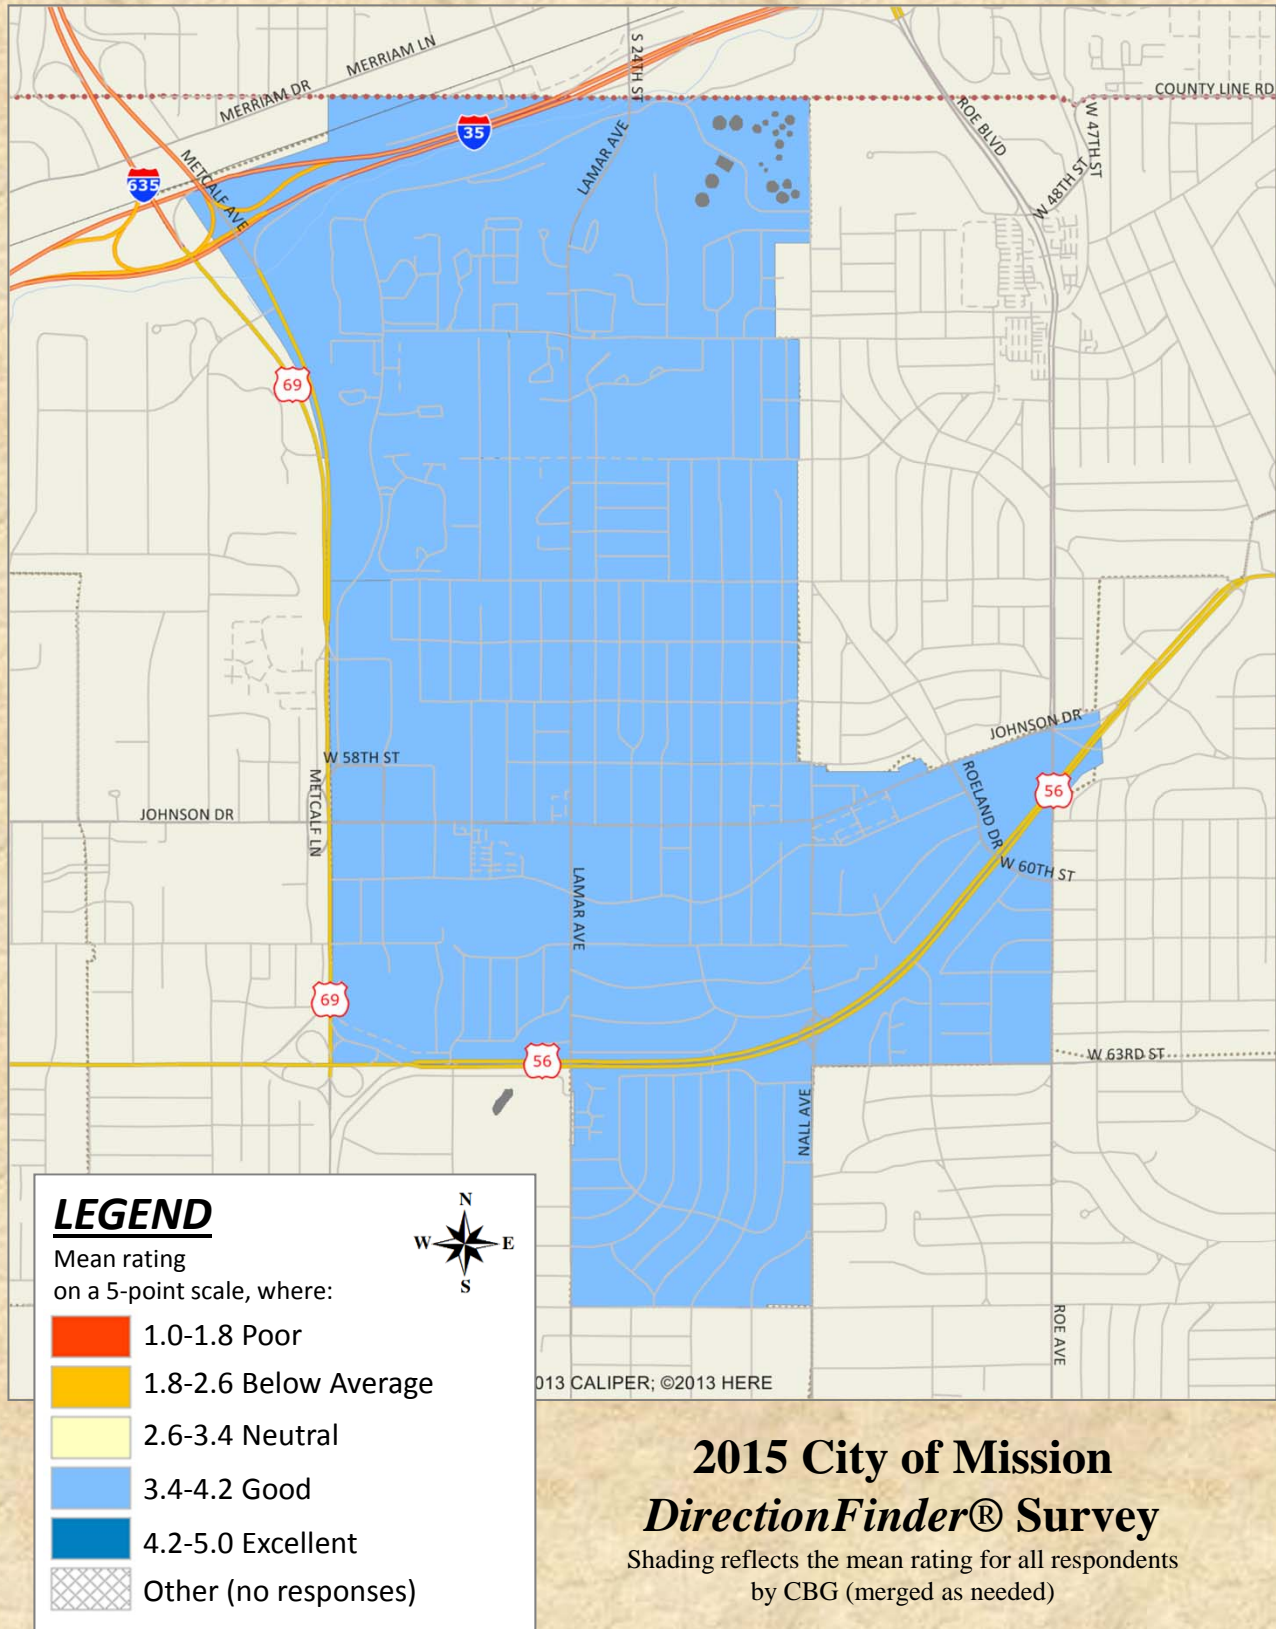 MERRIAM LN
S 24TH ST
MERRIAM DR
COUNTY LINE RD
ROE BLVD
W 47TH ST
35
LAMAR AVE
METCALF AVE
635
W 48TH ST
69
JOHNSON DR
W 58TH ST
ROELAND DR
METCALF LN
56
JOHNSON DR
W 60TH ST
LAMAR AVE
69
56
W 63RD ST
NALL AVE
ROE AVE
LEGEND
N
W E
S
Mean rating
on a 5-point scale, where:
1.0-1.8 Poor
1.8-2.6 Below Average
2.6-3.4 Neutral
3.4-4.2 Good
4.2-5.0 Excellent
Other (no responses)
013 CALIPER; ©2013 HERE
2015 City of Mission
DirectionFinder® Survey
Shading reflects the mean rating for all respondents
by CBG (merged as needed)